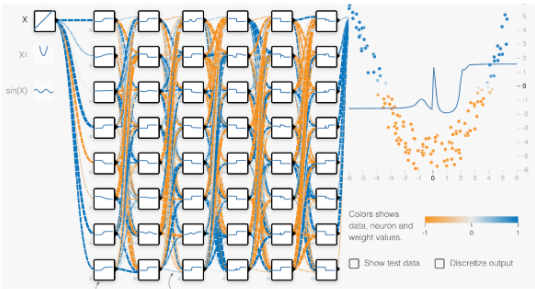 X
X²
sin(X)
5
4
3
2
1
0
-1
-2
-3
-4
-5
-6
-6 -5 -4 -3 -2 -1 0 1 2 3 4 5 6
Colors shows
data, neuron and
weight values.
-1 0 1
Show test data
Discretize output